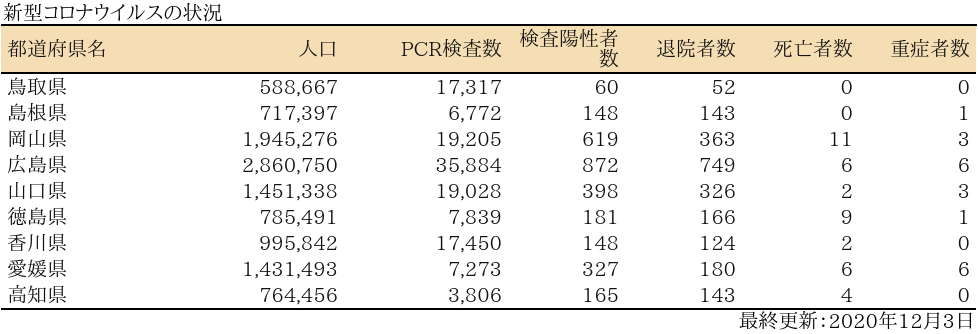 新型コロナウイルスの状況
都道府県名 人口 PCR検査数 検査陽性者数 退院者数 死亡者数 重症者数
鳥取県 588,667 17,317 60 52 0 0
島根県 717,397 6,772 148 143 0 1
岡山県 1,945,276 19,205 619 363 11 3
広島県 2,860,750 35,884 872 749 6 6
山口県 1,451,338 19,028 398 326 2 3
徳島県 785,491 7,839 181 166 9 1
香川県 995,842 17,450 148 124 2 0
愛媛県 1,431,493 7,273 327 180 6 6
高知県 764,456 3,806 165 143 4 0
最終更新:2020年12月3日